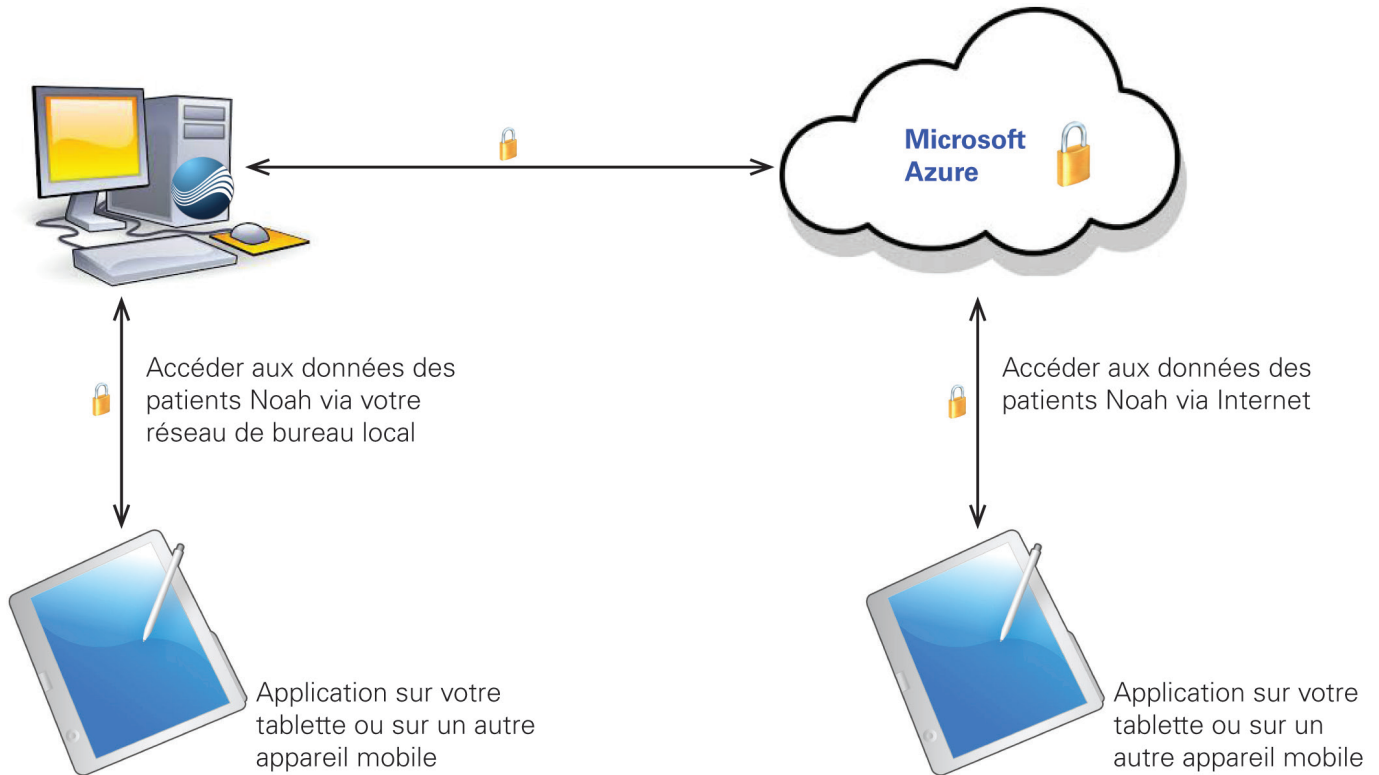 Microsoft
Azure
Accéder aux données des
patients Noah via votre
réseau de bureau local
Accéder aux données des
patients Noah via Internet
Application sur votre
tablette ou sur un autre
appareil mobile
Application sur votre
tablette ou sur un
autre appareil mobile